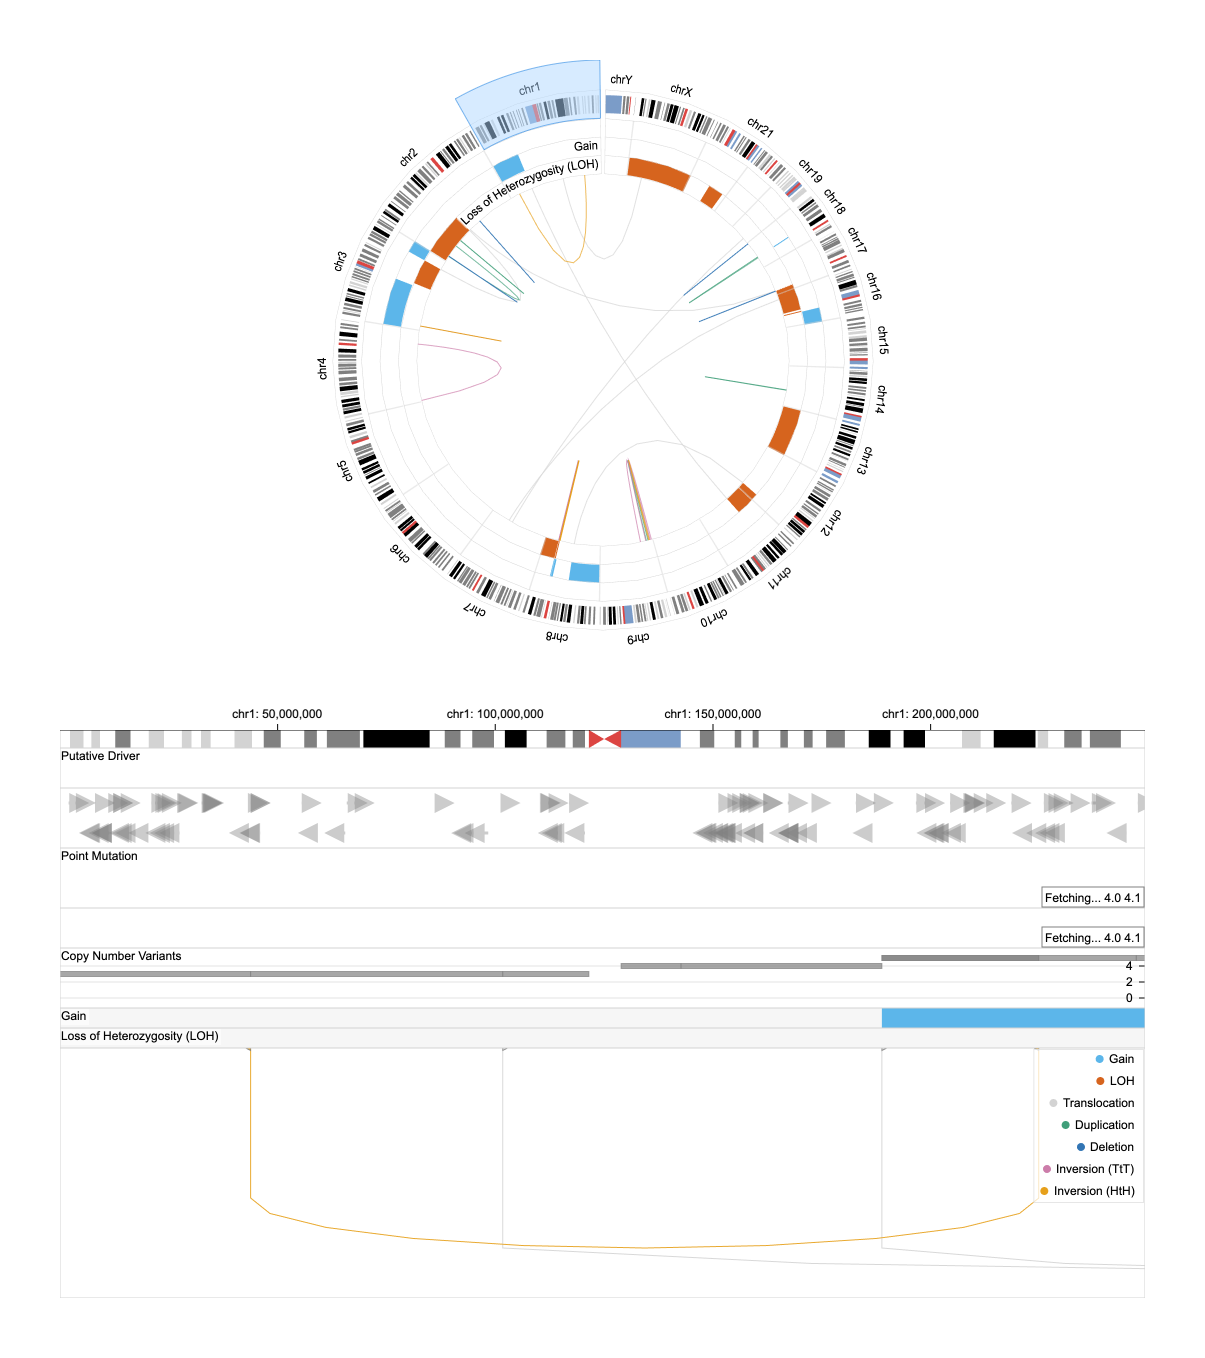 chr1
chrY
chrX
chr21
chr19
chr18
chr17
chr16
chr15
chr14
chr13
chr12
chr11
chr10
chr9
chr8
chr7
chr6
chr5
chr4
chr3
chr2
Gain
Loss of Heterozygosity (LOH)
chr1: 50,000,000
chr1: 100,000,000
chr1: 150,000,000
chr1: 200,000,000
Putative Driver
Point Mutation
Fetching... 4.0 4.1
Fetching... 4.0 4.1
Copy Number Variants
4
2
0
Gain
Loss of Heterozygosity (LOH)
Gain
LOH
Translocation
Duplication
Deletion
Inversion (TtT)
Inversion (HtH)